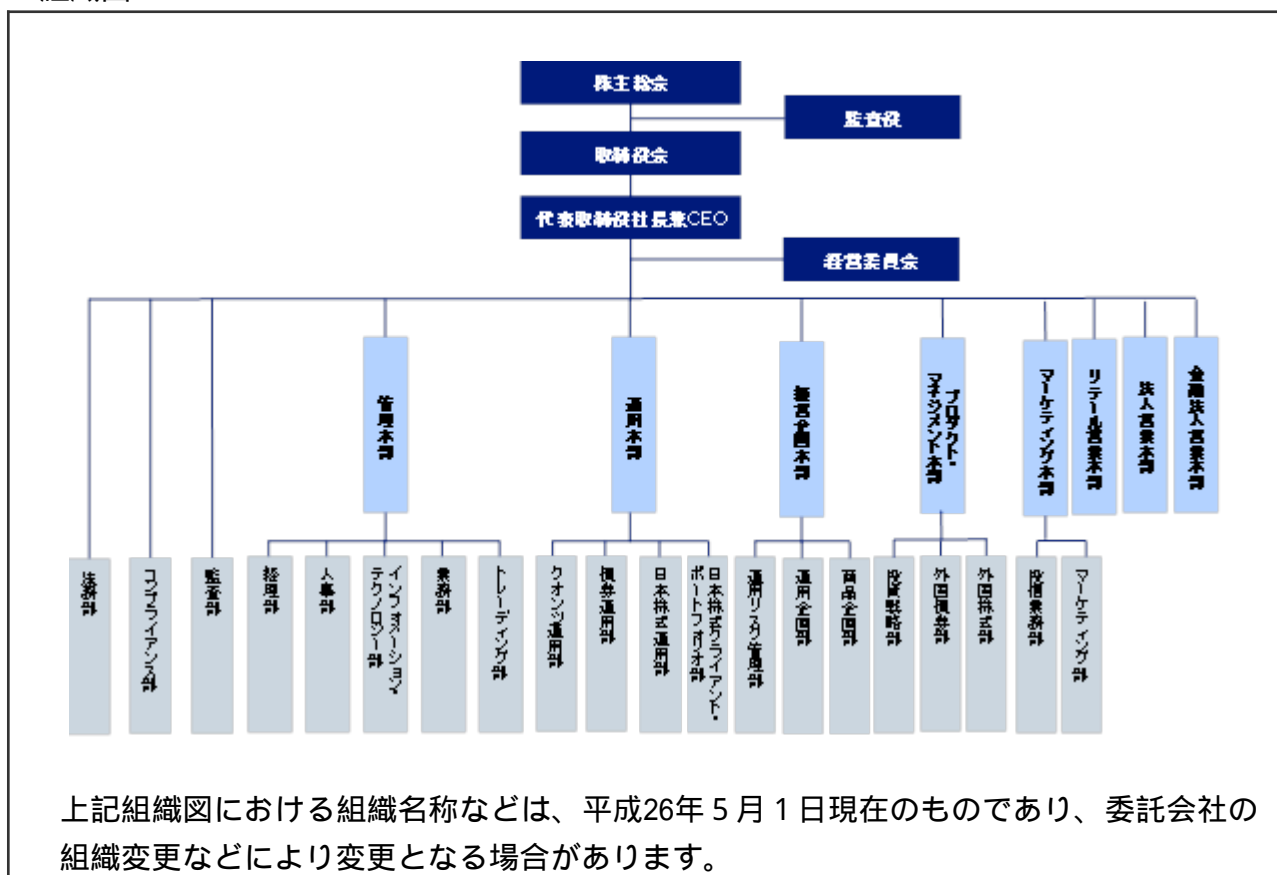 株主総会
監査役
取締役会
代表取締役社長兼CEO
経営委員会
管理本部
運用本部
経営企画本部
プロダクト・
マネジメント本部
マーケティング本部
リテール営業本部
法人営業本部
金融法人営業本部
法務部
コンプライアンス部
監査部
経理部
人事部
インフォメーション・
テクノロジー部
業務部
トレーディング部
クオンツ運用部
債券運用部
日本株式運用部
日本株式クライアント・
ポートフォリオ部
運用リスク管理部
運用企画部
商品企画部
投資戦略部
外国債券部
外国株式部
投信業務部
マーケティング部
上記組織図における組織名称などは、平成26年5月1日現在のものであり、委託会社の
組織変更などにより変更となる場合があります。